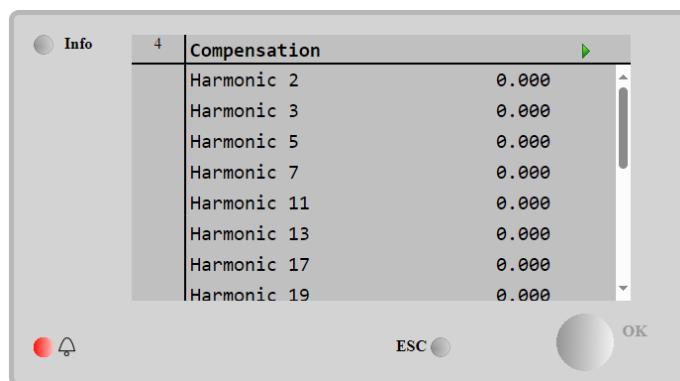 Info
4 Compensation
Harmonic 2 0.000
Harmonic 3 0.000
Harmonic 5 0.000
Harmonic 7 0.000
Harmonic 11 0.000
Harmonic 13 0.000
Harmonic 17 0.000
Harmonic 19 0.000
ESC OK